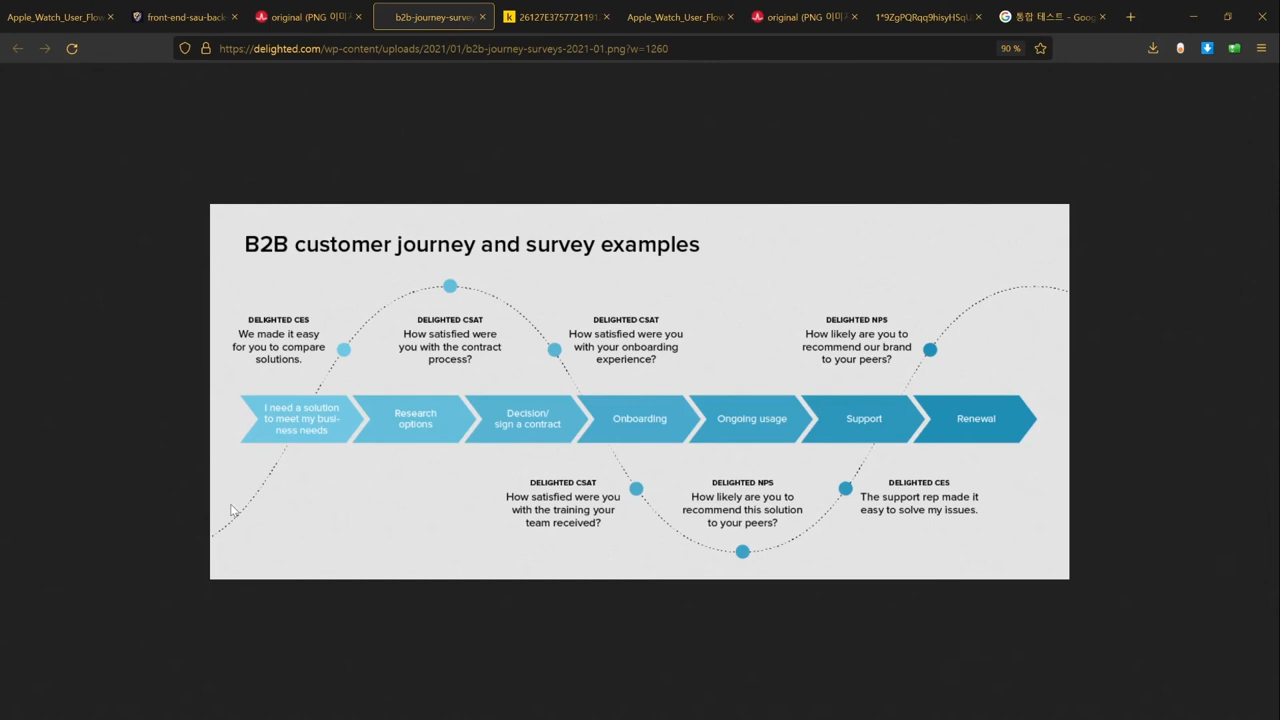 Apple_Watch_User_Flow
front-end-sau-back
original (PNG 이미지
b2b-journey-survey
26127E3757721191
Apple_Watch_User_Flow
original (PNG 이미지
1*9ZgPQRqq9hisyHSqU
통합 테스트 - Goog
https://delighted.com/wp-content/uploads/2021/01/b2b-journey-surveys-2021-01.png?w=1260
90 %
B2B customer journey and survey examples
DELIGHTED CES
We made it easy
for you to compare
solutions.
DELIGHTED CSAT
How satisfied were
you with the contract
process?
DELIGHTED CSAT
How satisfied were you
with your onboarding
experience?
DELIGHTED NPS
How likely are you to
recommend our brand
to your peers?
I need a solution
to meet my busi-
ness needs
Research
options
Decision/
sign a contract
Onboarding
Ongoing usage
Support
Renewal
DELIGHTED CSAT
How satisfied were you
with the training your
team received?
DELIGHTED NPS
How likely are you to
recommend this solution
to your peers?
DELIGHTED CES
The support rep made it
easy to solve my issues.